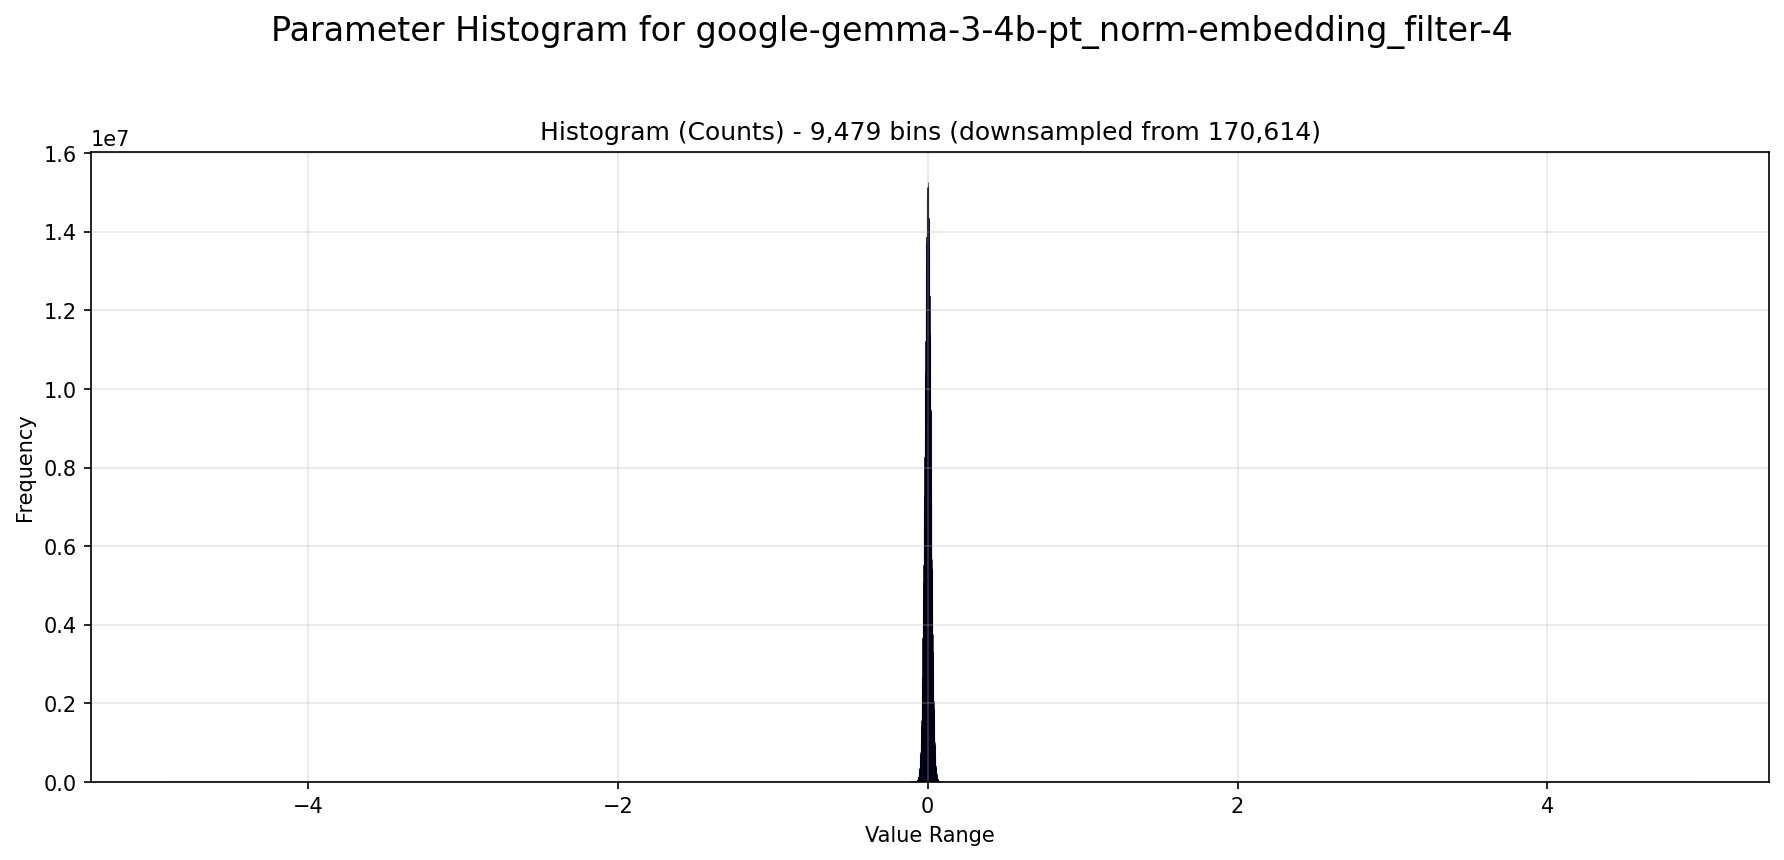 Parameter Histogram for google-gemma-3-4b-pt_norm-embedding_filter-4
Histogram (Counts) - 9,479 bins (downsampled from 170,614)
1e7
1.6
1.4
1.2
1.0
0.8
0.6
0.4
0.2
0.0
Frequency
−4
−2
0
2
4
Value Range